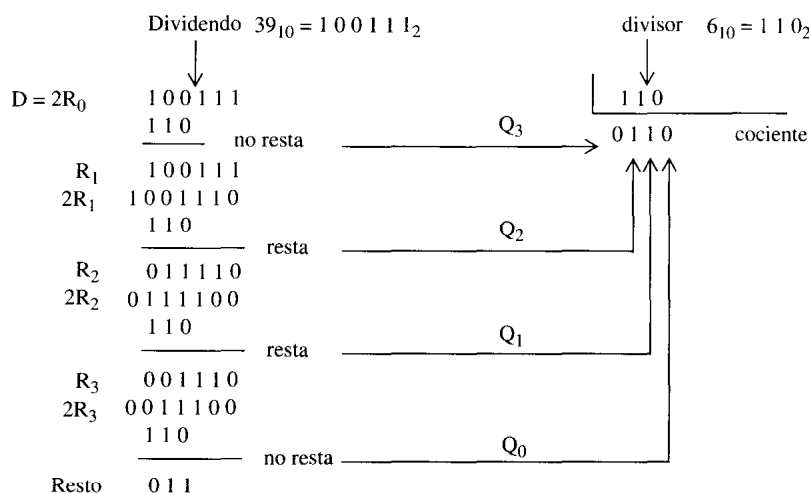 Dividendo 39₁₀ = 1 0 0 1 1 1₂
divisor 6₁₀ = 1 1 0₂
D = 2R₀ 1 0 0 1 1 1
1 1 0
1 1 0
no resta
Q₃
0 1 1 0 cociente
R₁ 1 0 0 1 1 1
2R₁ 1 0 0 1 1 1 0
1 1 0
resta
Q₂
R₂ 0 1 1 1 1 0
2R₂ 0 1 1 1 1 0 0
1 1 0
resta
Q₁
R₃ 0 0 1 1 1 0
2R₃ 0 0 1 1 1 0 0
1 1 0
no resta
Q₀
Resto 0 1 1